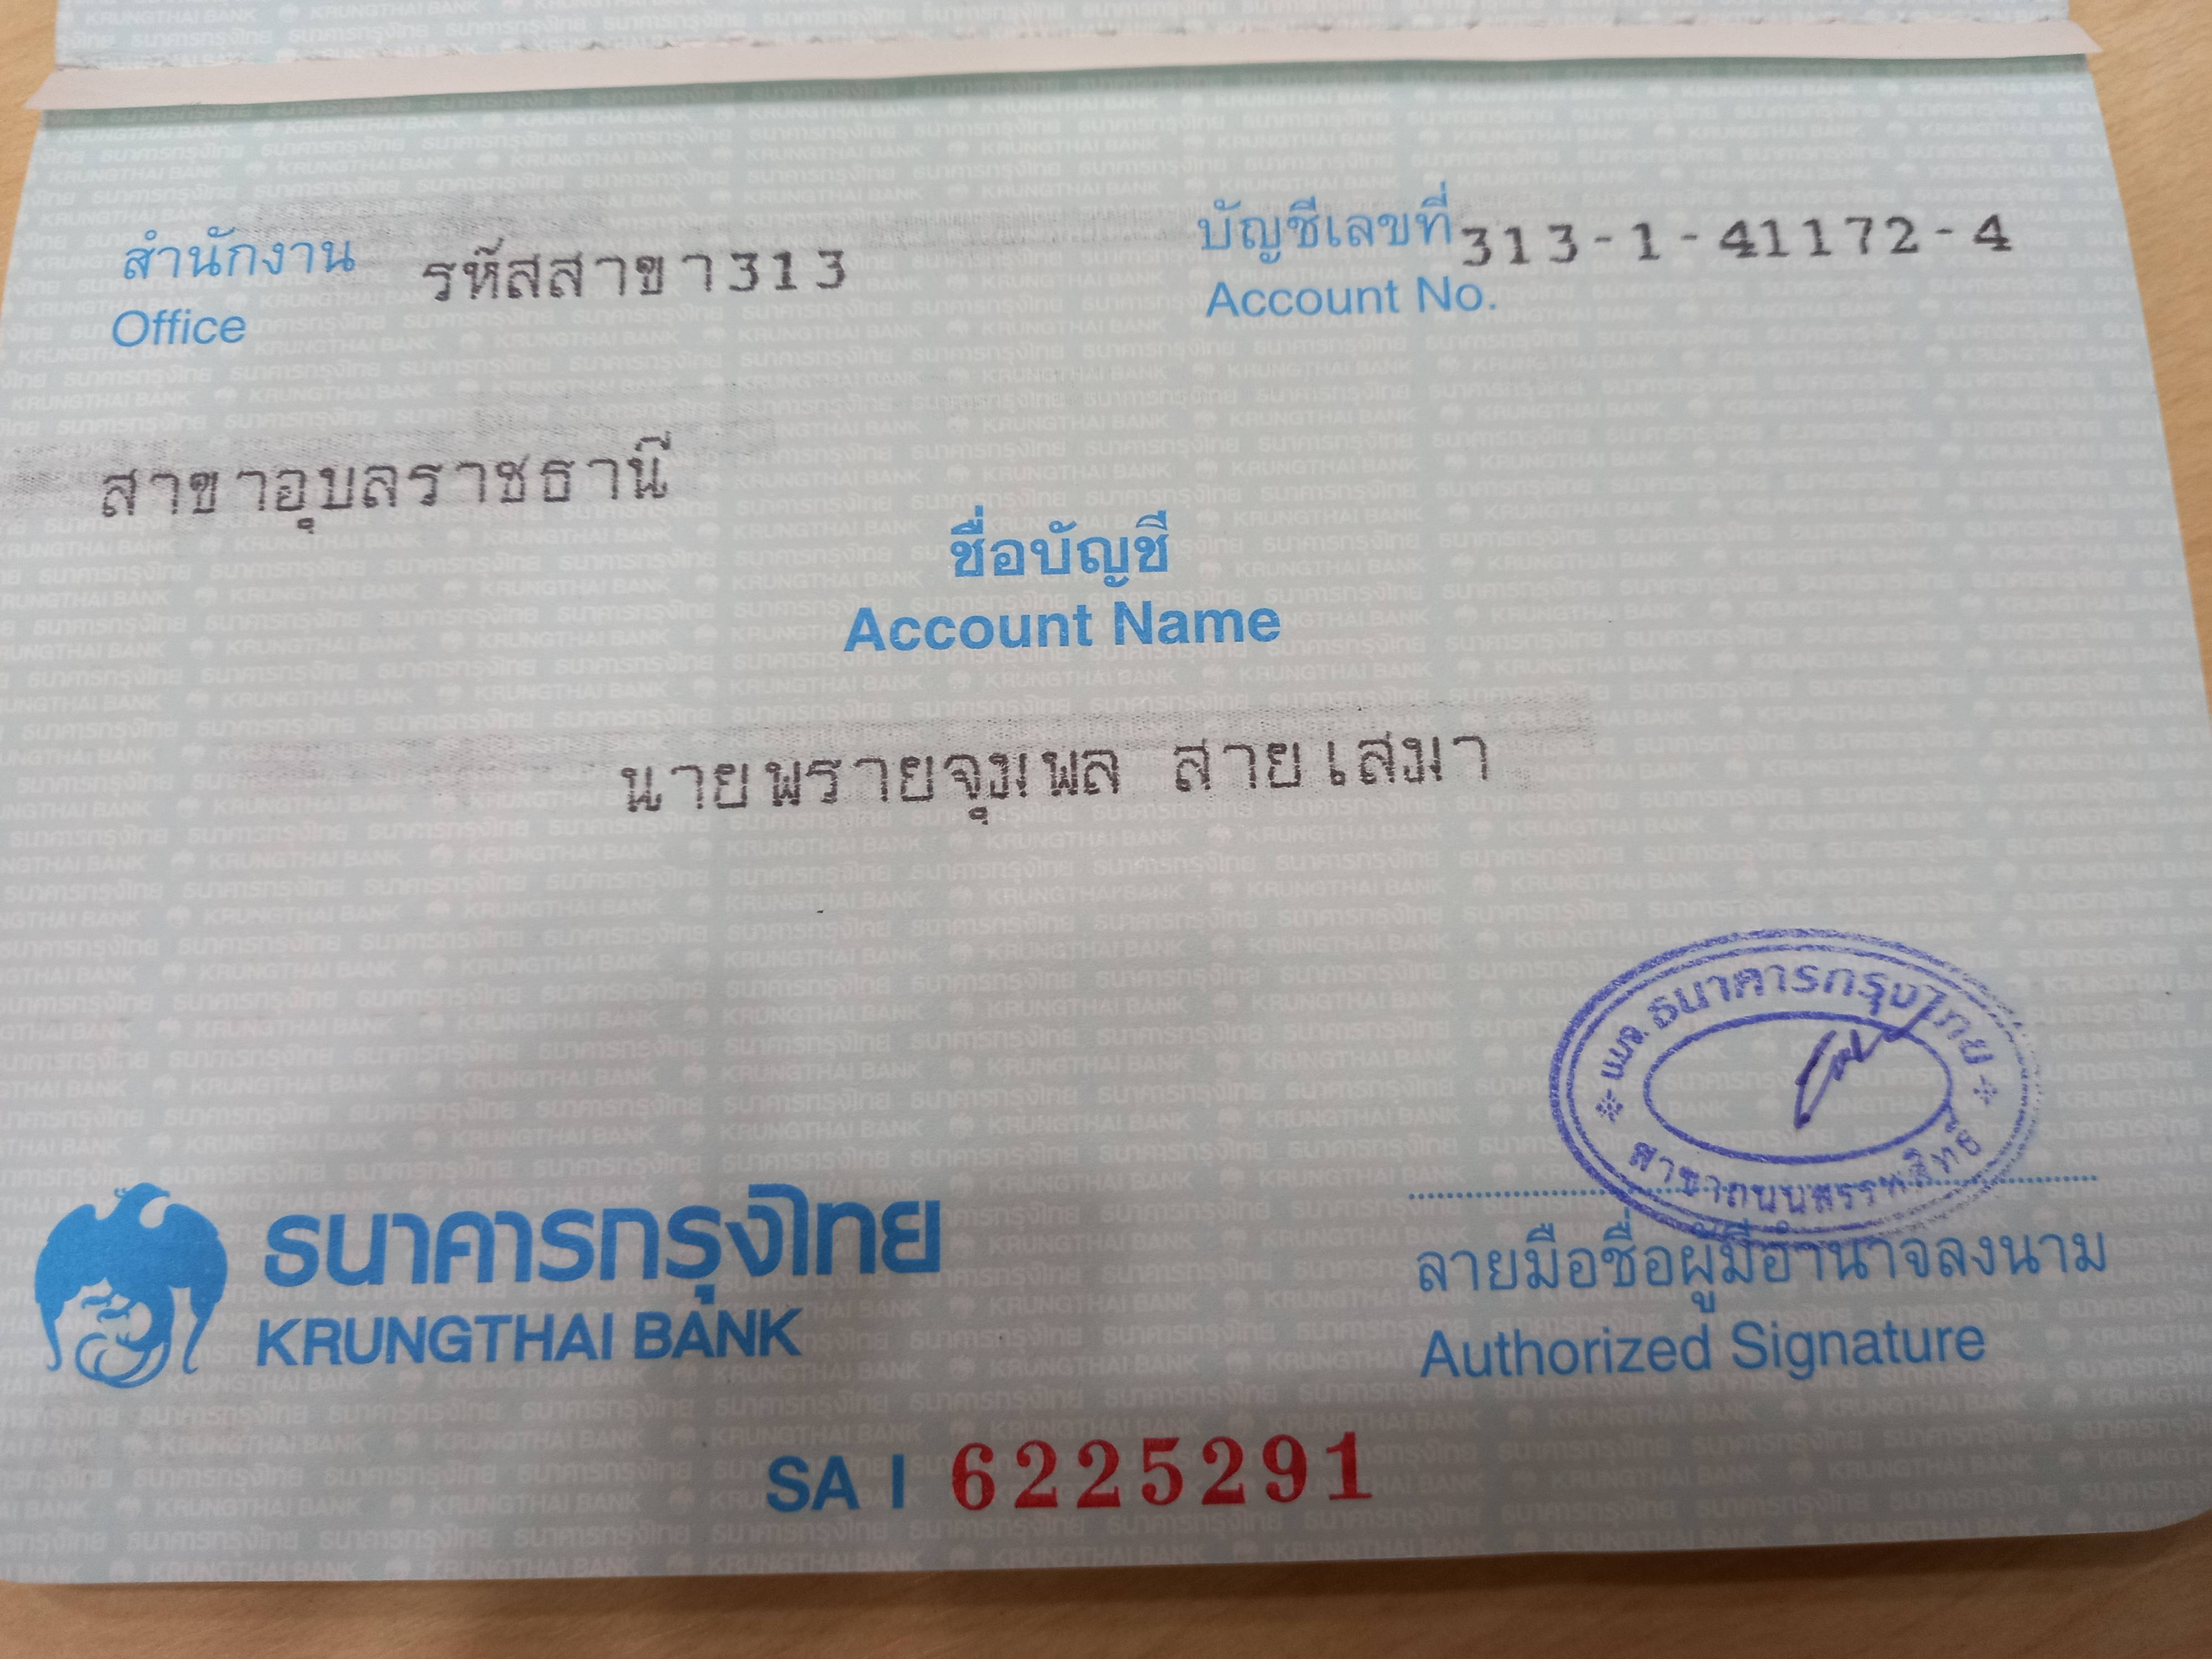 สำนักงาน รหัสสาขา313
Office
บัญชีเลขที่ 313-1-41172-4
Account No.
สาขาอุบลราชธานี
ชื่อบัญชี
Account Name
นายพรายจุมพล สายเสมา
บมจ. ธนาคารกรุงไทย
สาขาถนนสรรพสิทธิ์
ธนาคารกรุงไทย
KRUNGTHAI BANK
ลายมือชื่อผู้มีอำนาจลงนาม
Authorized Signature
SA I 6225291